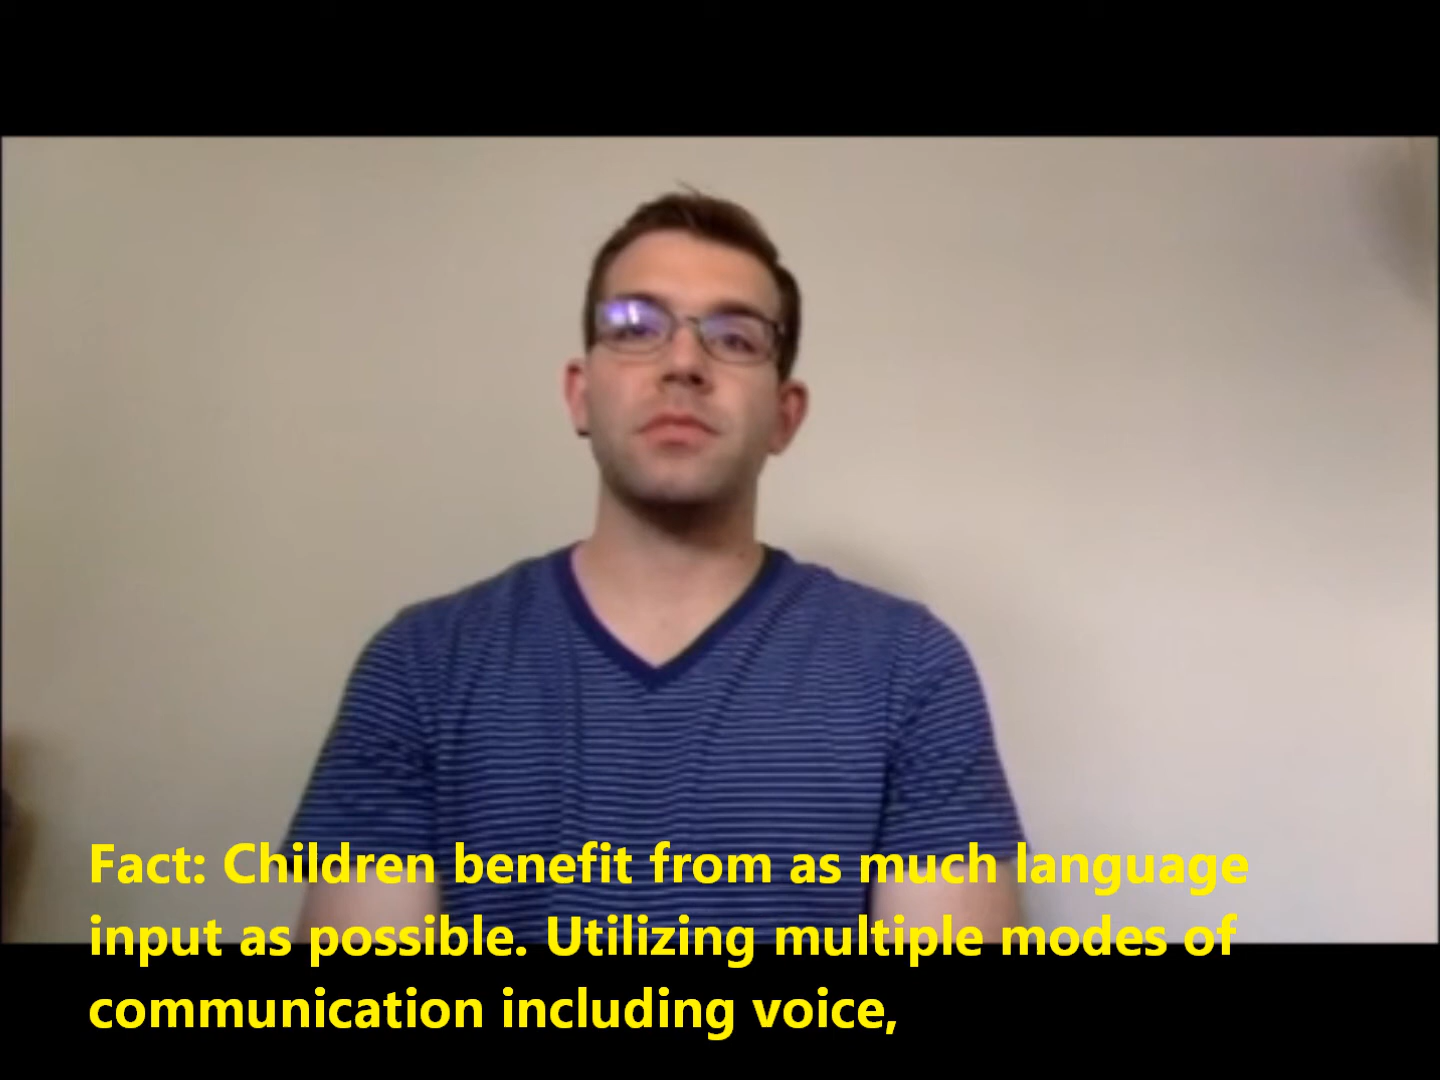 Fact: Children benefit from as much language
input as possible. Utilizing multiple modes of
communication including voice,